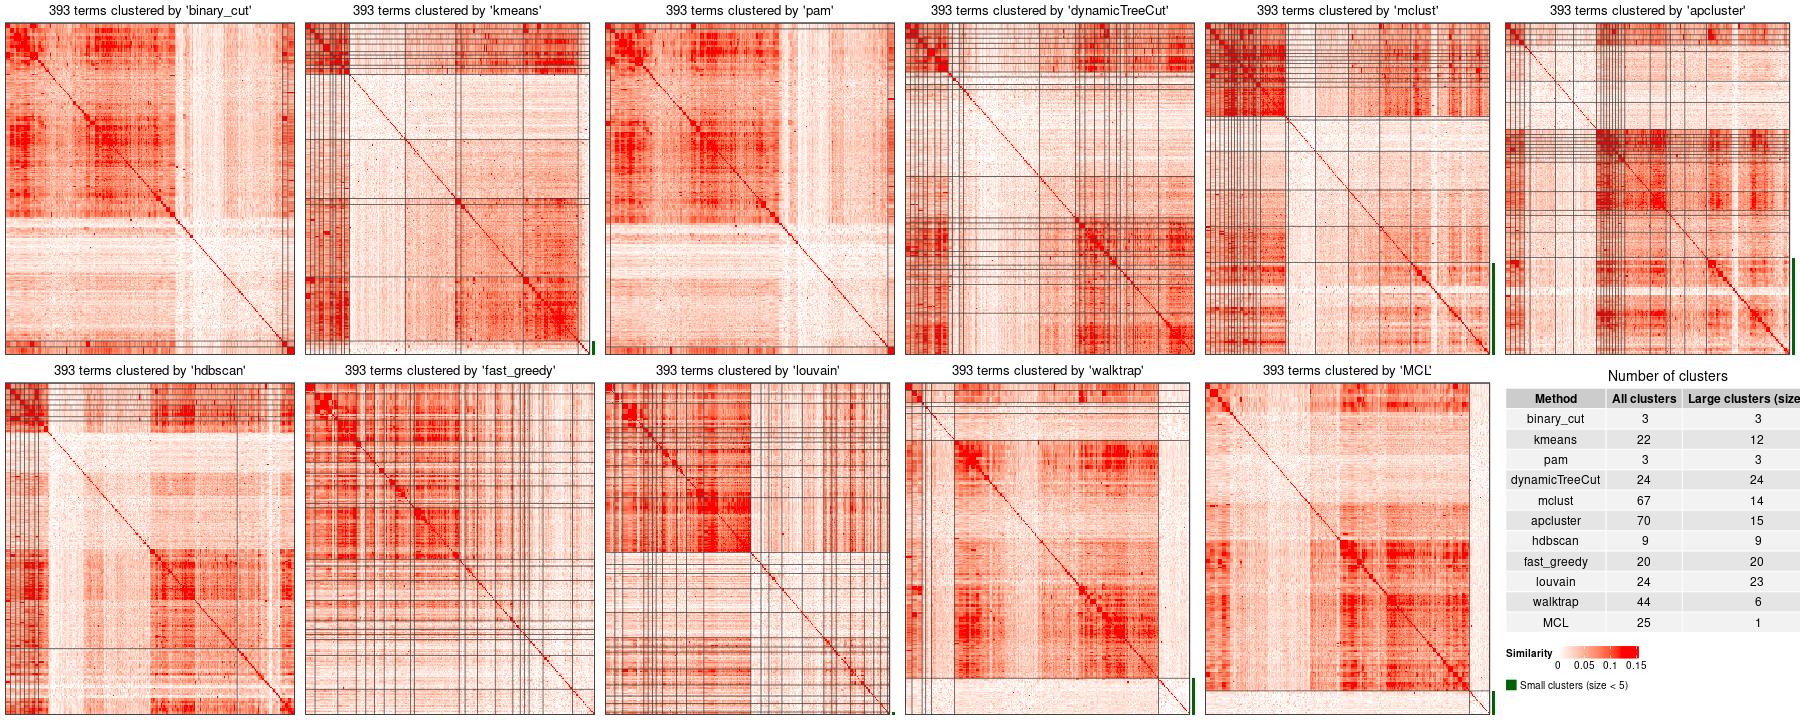 393 terms clustered by 'binary_cut'
393 terms clustered by 'kmeans'
393 terms clustered by 'pam'
393 terms clustered by 'dynamicTreeCut'
393 terms clustered by 'mclust'
393 terms clustered by 'apcluster'
393 terms clustered by 'hdbscan'
393 terms clustered by 'fast_greedy'
393 terms clustered by 'louvain'
393 terms clustered by 'walktrap'
393 terms clustered by 'MCL'
Number of clusters
Method All clusters Large clusters (size
binary_cut 3 3
kmeans 22 12
pam 3 3
dynamicTreeCut 24 24
mclust 67 14
apcluster 70 15
hdbscan 9 9
fast_greedy 20 20
louvain 24 23
walktrap 44 6
MCL 25 1
Similarity
0 0.05 0.1 0.15
Small clusters (size < 5)